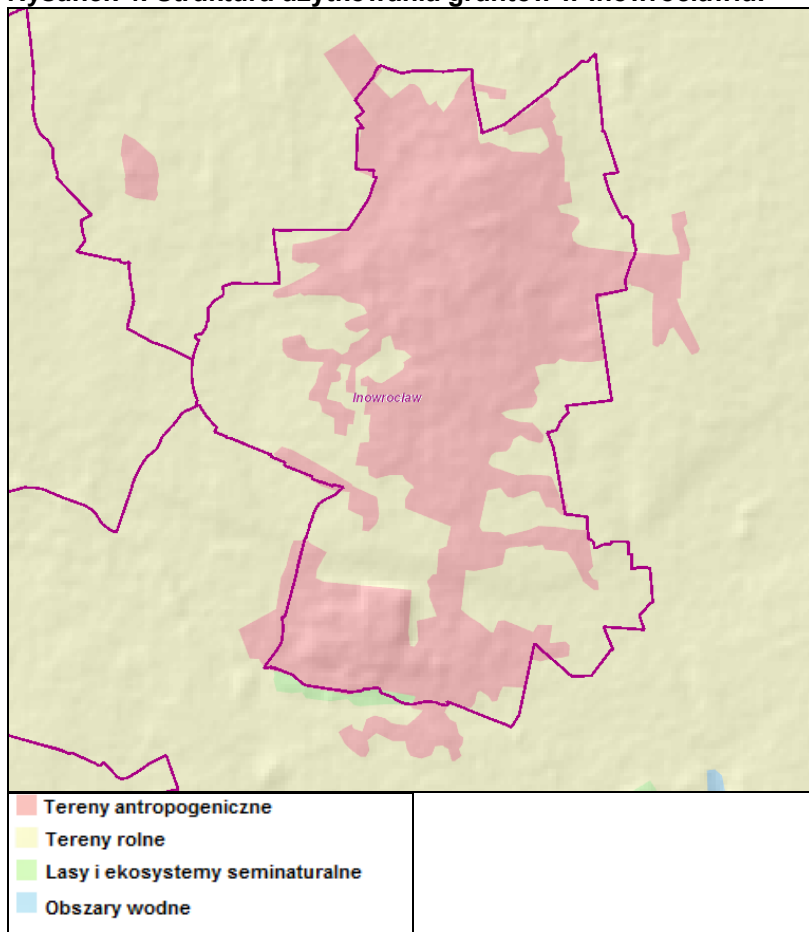 Inowrocław
Tereny antropogeniczne
Tereny rolne
Lasy i ekosystemy seminaturalne
Obszary wodne